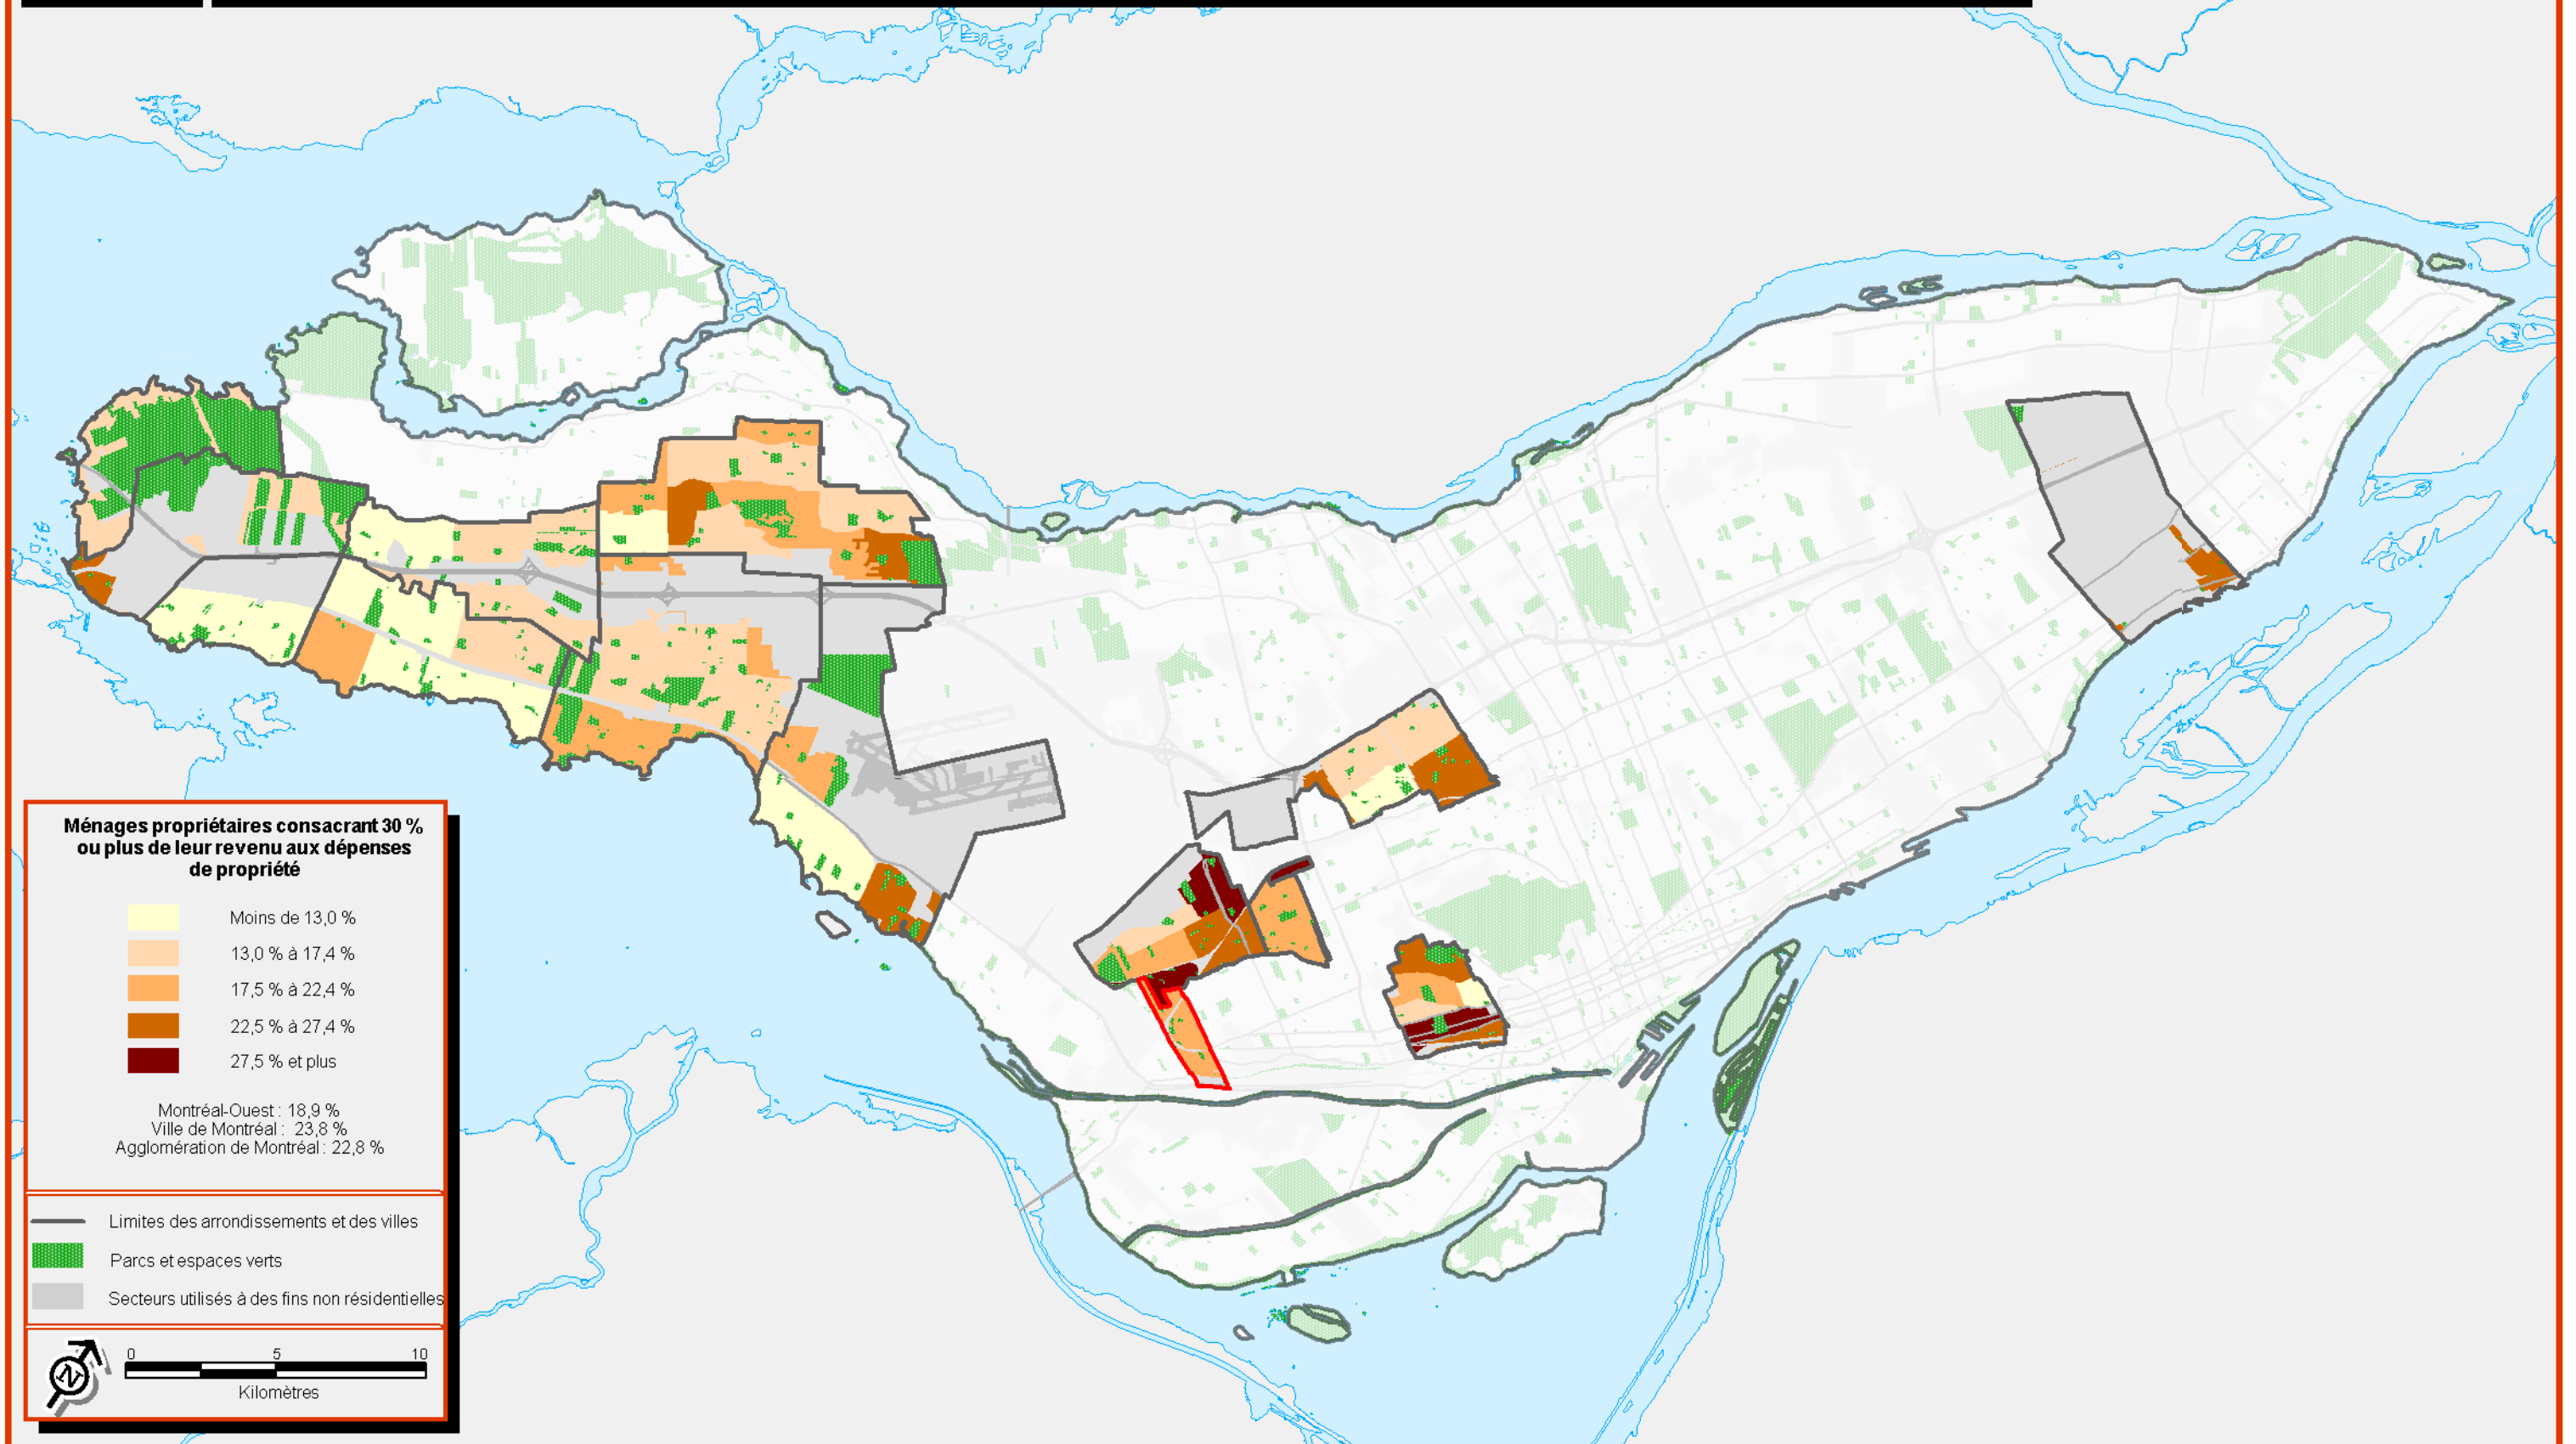 Ménages propriétaires consacrant 30 %
ou plus de leur revenu aux dépenses
de propriété
Moins de 13,0 %
13,0 % à 17,4 %
17,5 % à 22,4 %
22,5 % à 27,4 %
27,5 % et plus
Montréal-Ouest : 18,9 %
Ville de Montréal : 23,8 %
Agglomération de Montréal : 22,8 %
Limites des arrondissements et des villes
Parcs et espaces verts
Secteurs utilisés à des fins non résidentielles
N
0 5 10
Kilomètres